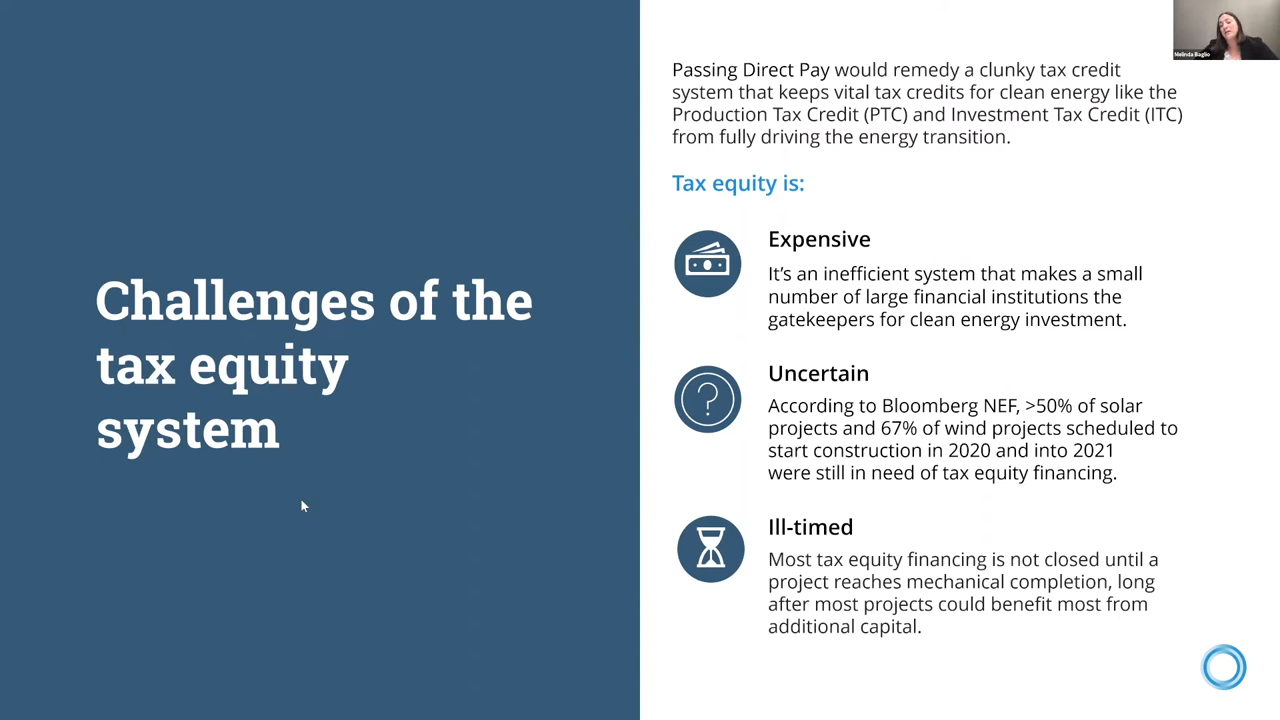 Melinda Baglio
Challenges of the
tax equity
system
Passing Direct Pay would remedy a clunky tax credit
system that keeps vital tax credits for clean energy like the
Production Tax Credit (PTC) and Investment Tax Credit (ITC)
from fully driving the energy transition.
Tax equity is:
Expensive
It's an inefficient system that makes a small
number of large financial institutions the
gatekeepers for clean energy investment.
?
Uncertain
According to Bloomberg NEF, >50% of solar
projects and 67% of wind projects scheduled to
start construction in 2020 and into 2021
were still in need of tax equity financing.
Ill-timed
Most tax equity financing is not closed until a
project reaches mechanical completion, long
after most projects could benefit most from
additional capital.